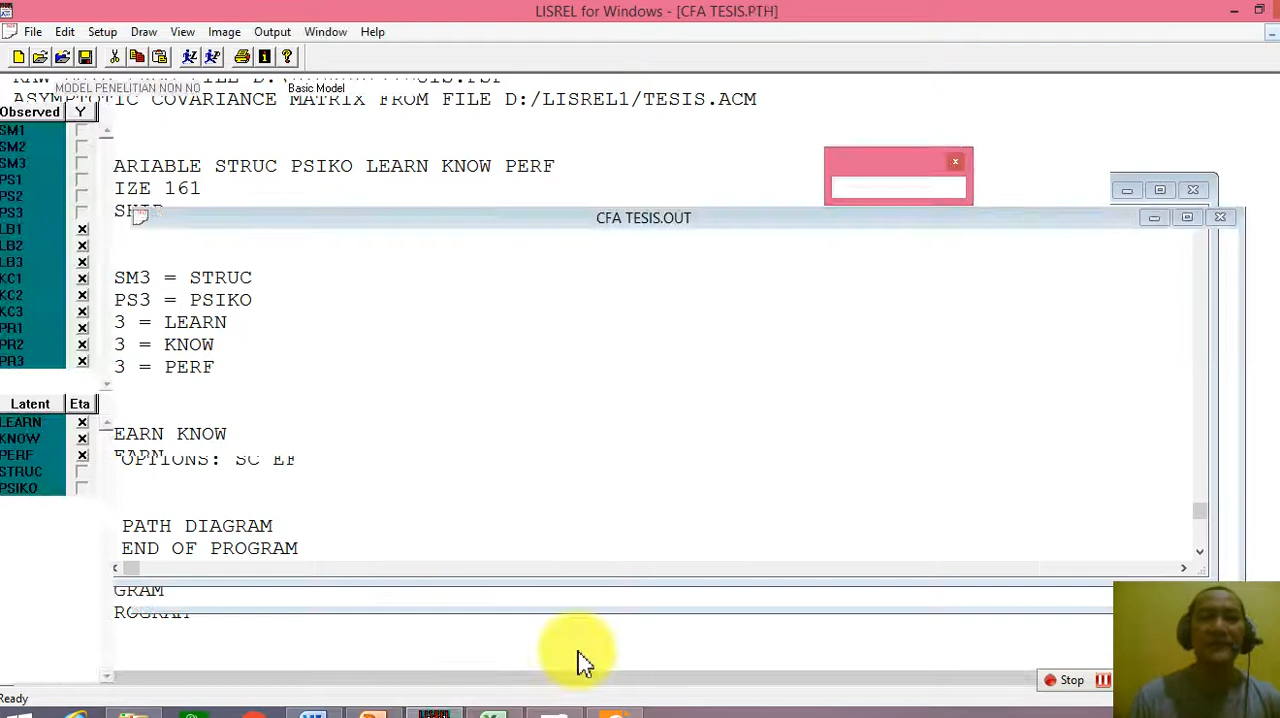 LISREL for Windows - [CFA TESIS.PTH]
File Edit Setup Draw View Image Output Window Help
MODEL PENELITIAN NON NO Basic Model
ASYMPTOTIC COVARIANCE MATRIX FROM FILE D:/LISREL1/TESIS.ACM
Observed Y
SM1
SM2
SM3
PS1
PS2
PS3
LB1
LB2
LB3
KC1
KC2
KC3
PR1
PR2
PR3
Latent Eta
LEARN
KNOW
PERF
STRUC
PSIKO
ARIABLE STRUC PSIKO LEARN KNOW PERF
IZE 161
CFA TESIS.OUT
SM3 = STRUC
PS3 = PSIKO
3 = LEARN
3 = KNOW
3 = PERF
EARN KNOW
OPTIONS: SC EF
PATH DIAGRAM
END OF PROGRAM
GRAM
ROGRAM
Stop
Ready